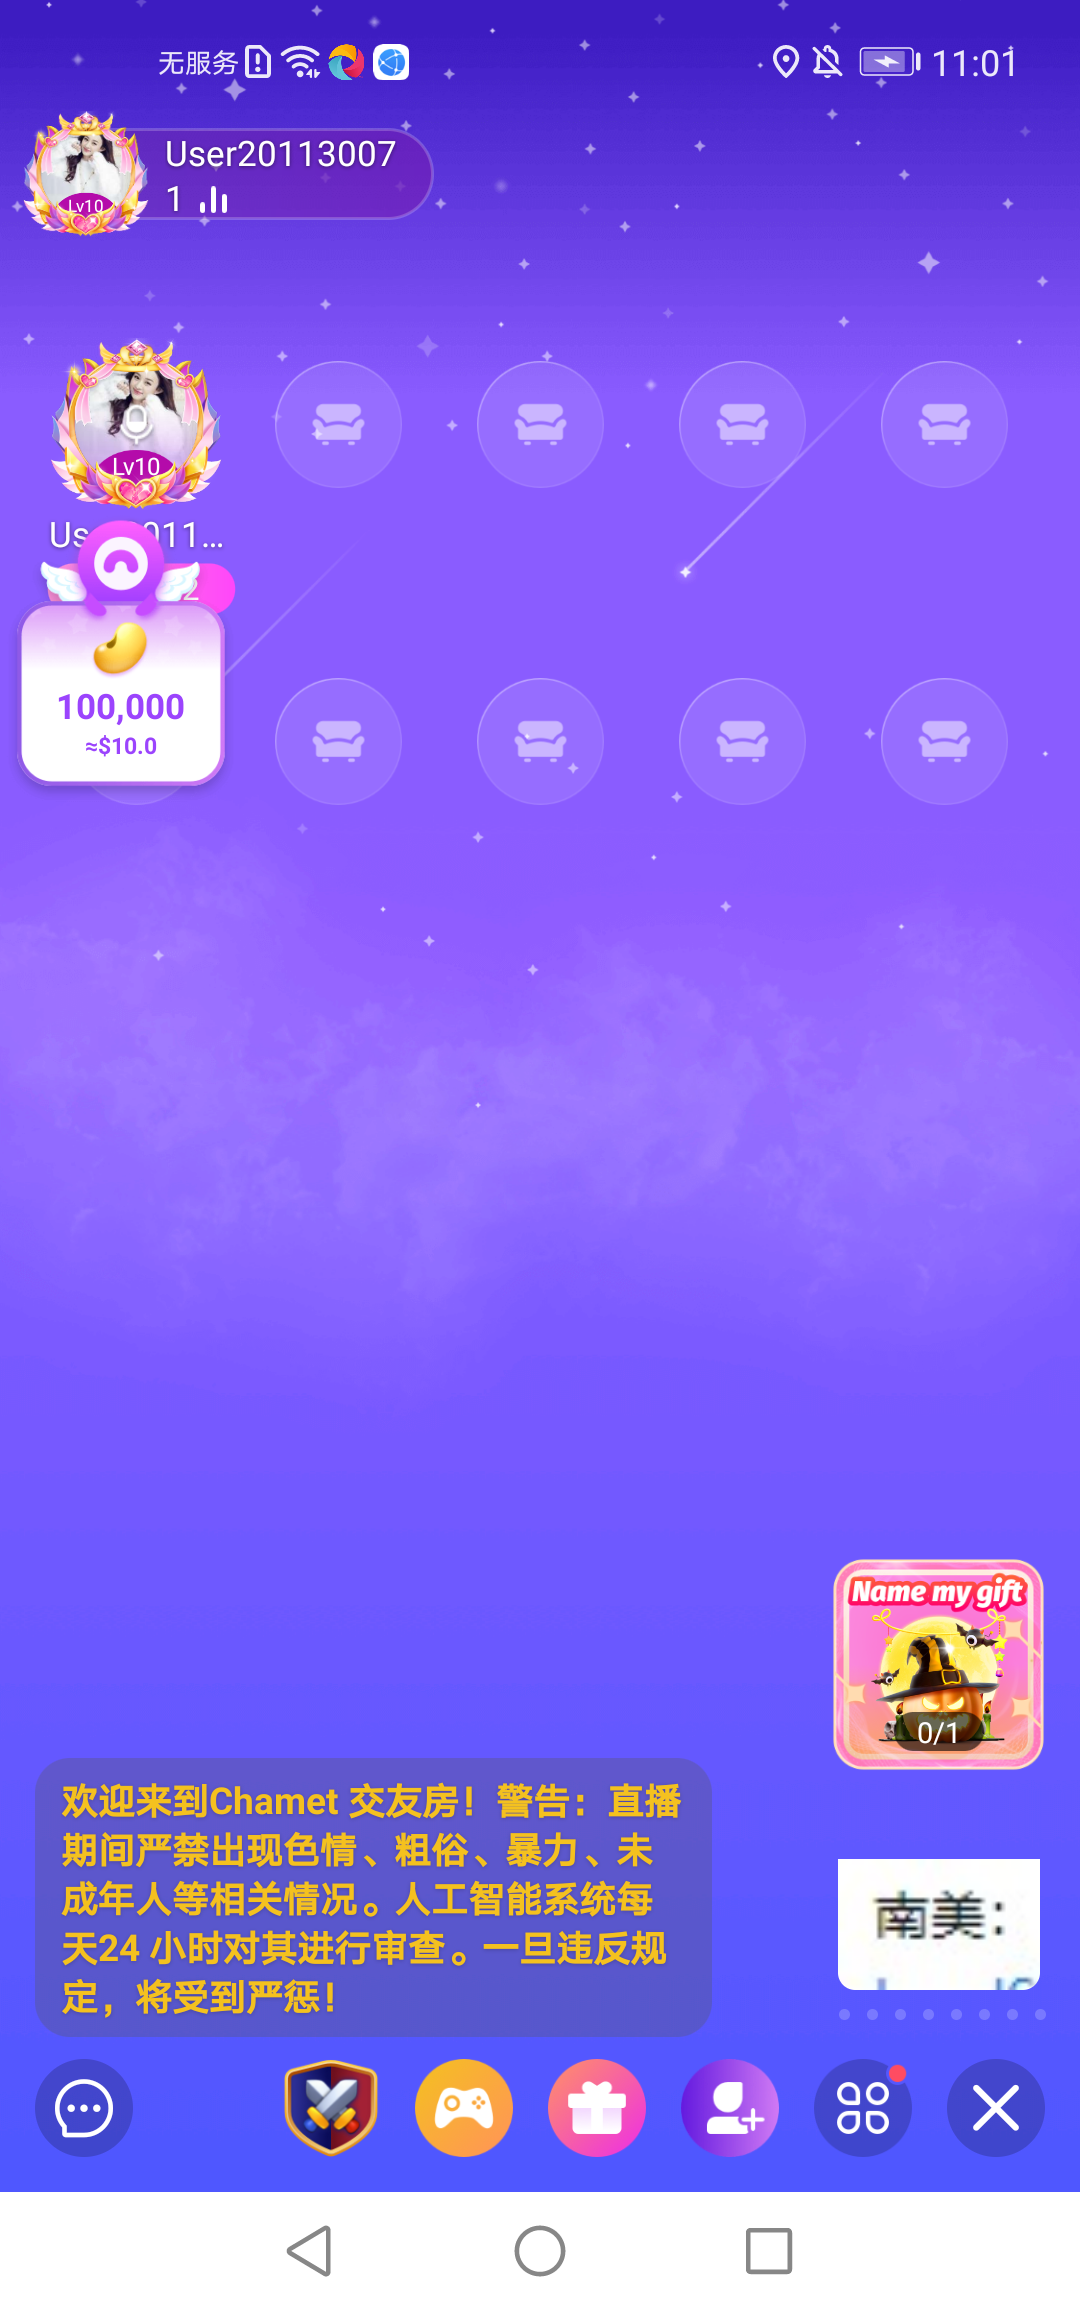 无服务
11:01
User20113007
1
Lv10
Lv10
Us
011...
2
100,000
≈$10.0
Name my gift
0/1
欢迎来到Chamet 交友房！警告：直播
期间严禁出现色情、粗俗、暴力、未
成年人等相关情况。人工智能系统每
天24 小时对其进行审查。一旦违反规
定，将受到严惩！
南美：